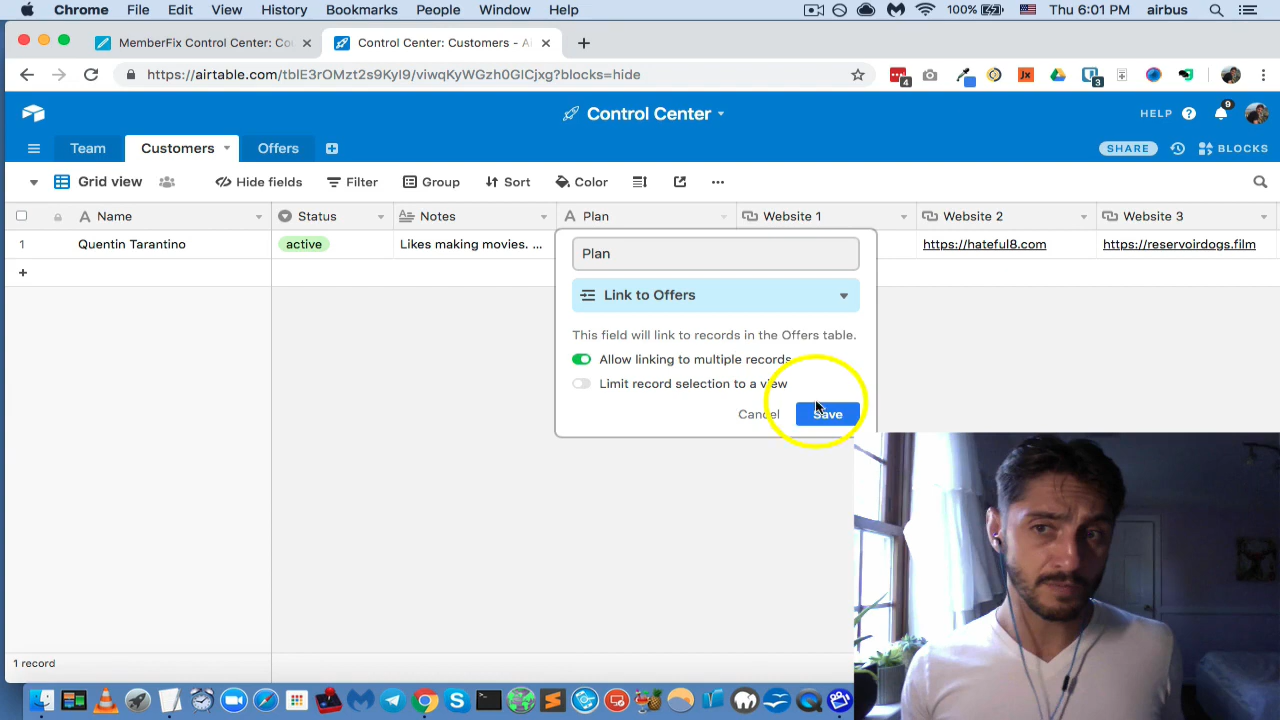 Chrome File Edit View History Bookmarks People Window Help 100% Thu 6:01 PM airbus
MemberFix Control Center: Co
Control Center: Customers - A
https://airtable.com/tblE3rOMzt2s9KyI9/viwqKyWGzh0GICjxg?blocks=hide
4
3
Control Center
HELP
9
Team Customers Offers
SHARE BLOCKS
Grid view Hide fields Filter Group Sort Color
Name Status Notes Plan Website 1 Website 2 Website 3
1 Quentin Tarantino active Likes making movies. ... https://hateful8.com https://reservoirdogs.film
Plan
Link to Offers
This field will link to records in the Offers table.
Allow linking to multiple records
Limit record selection to a view
Cancel Save
1 record